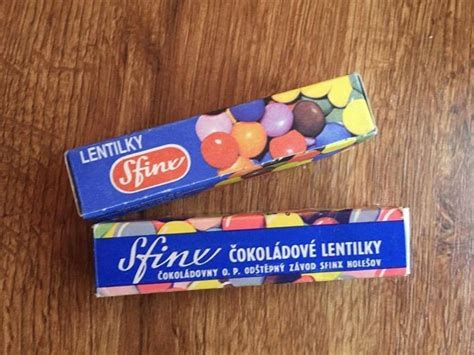 LENTILKY
Sfinx
Sfinx ČOKOLÁDOVÉ LENTILKY
ČOKOLÁDOVNY O. P. ODŠTĚPNÝ ZÁVOD SFINX HOLEŠOV